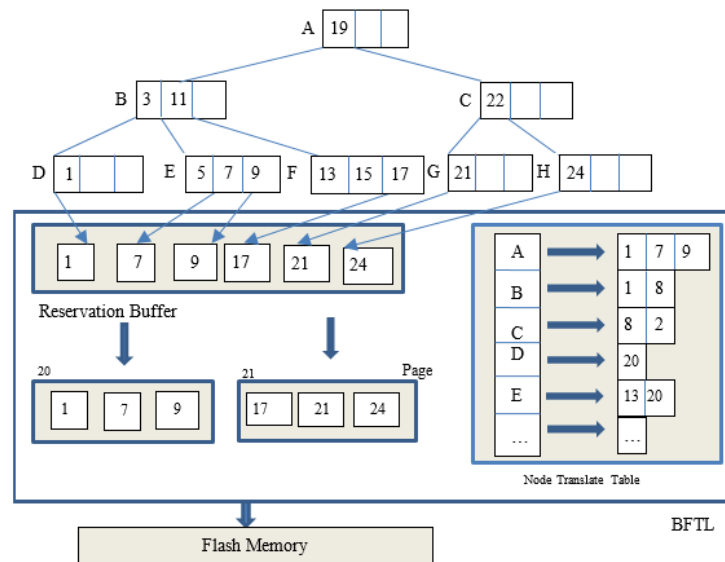 A 19
B 3 11
C 22
D 1
E 5 7 9
F 13 15 17
G 21
H 24
1 7 9 17 21 24
Reservation Buffer
20
1 7 9
21 Page
17 21 24
A 1 7 9
B 1 8
C 8 2
D 20
E 13 20
... ...
Node Translate Table
BFTL
Flash Memory